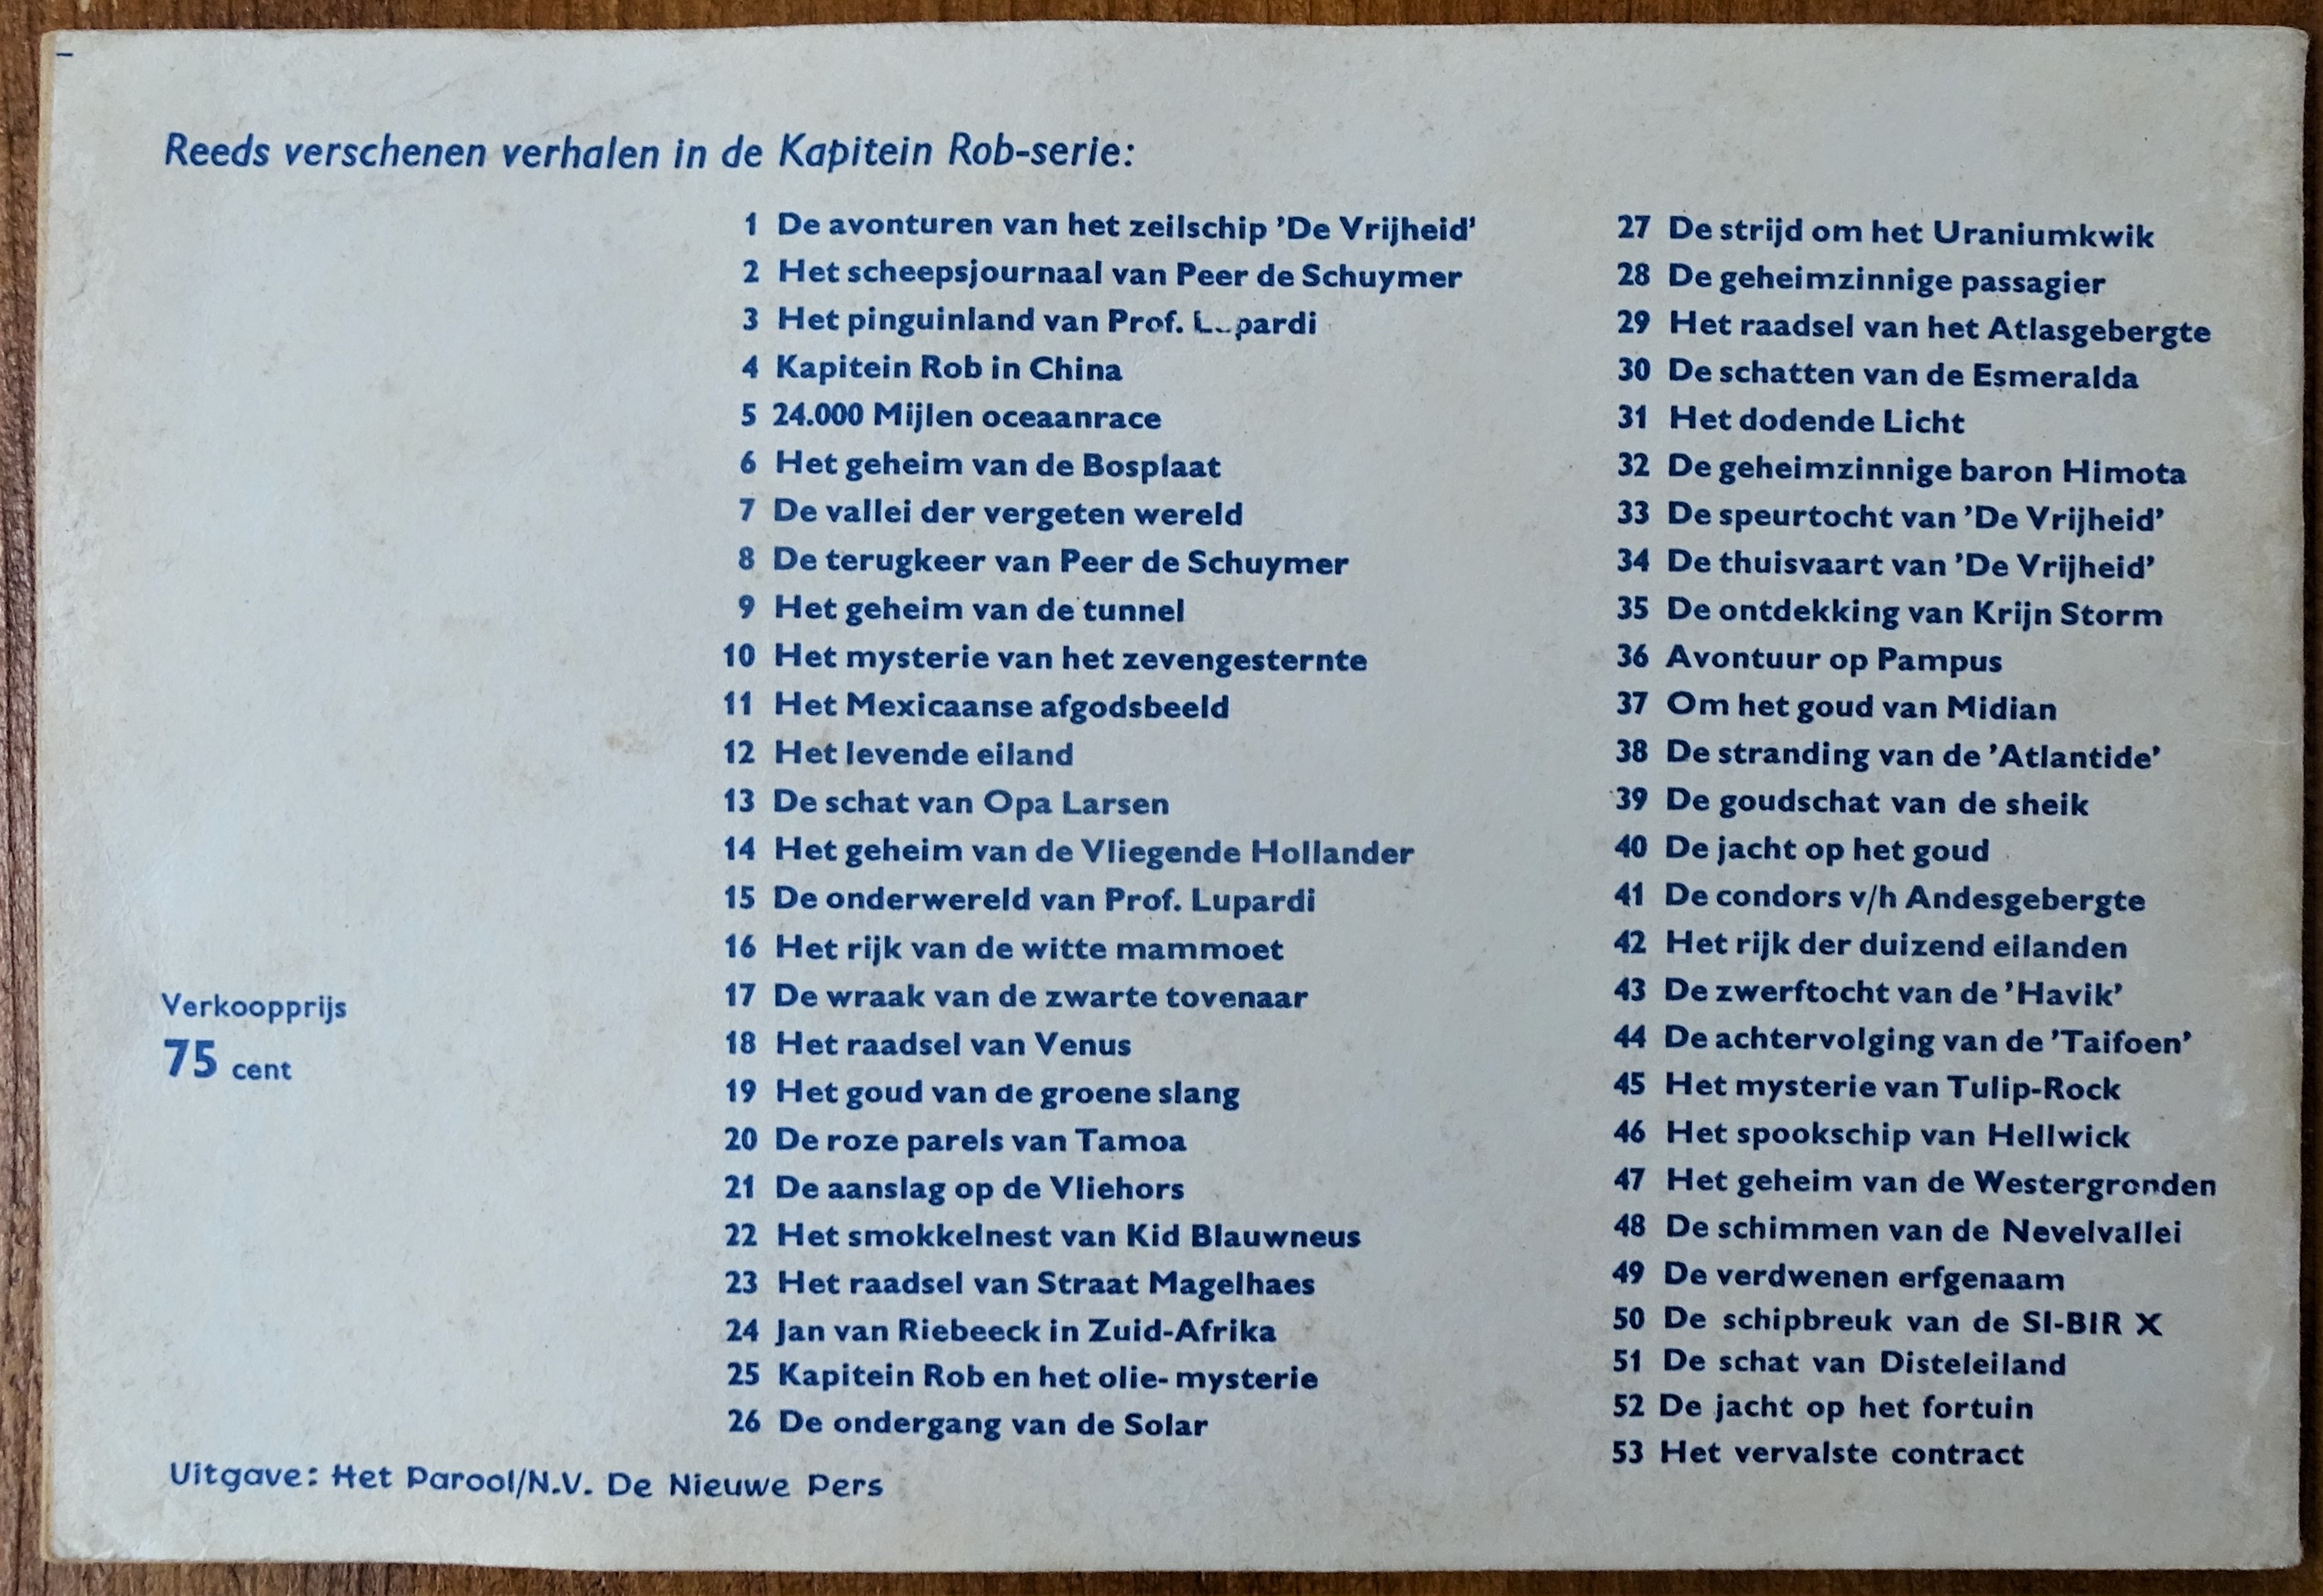 Reeds verschenen verhalen in de Kapitein Rob-serie:
1 De avonturen van het zeilschip 'De Vrijheid'
2 Het scheepsjournaal van Peer de Schuymer
3 Het pinguinland van Prof. Lupardi
4 Kapitein Rob in China
5 24.000 Mijlen oceaanrace
6 Het geheim van de Bosplaat
7 De vallei der vergeten wereld
8 De terugkeer van Peer de Schuymer
9 Het geheim van de tunnel
10 Het mysterie van het zevengesternte
11 Het Mexicaanse afgodsbeeld
12 Het levende eiland
13 De schat van Opa Larsen
14 Het geheim van de Vliegende Hollander
15 De onderwereld van Prof. Lupardi
16 Het rijk van de witte mammoet
17 De wraak van de zwarte tovenaar
18 Het raadsel van Venus
19 Het goud van de groene slang
20 De roze parels van Tamoa
21 De aanslag op de Vliehors
22 Het smokkelnest van Kid Blauwneus
23 Het raadsel van Straat Magelhaes
24 Jan van Riebeeck in Zuid-Afrika
25 Kapitein Rob en het olie- mysterie
26 De ondergang van de Solar
27 De strijd om het Uraniumkwik
28 De geheimzinnige passagier
29 Het raadsel van het Atlasgebergte
30 De schatten van de Esmeralda
31 Het dodende Licht
32 De geheimzinnige baron Himota
33 De speurtocht van 'De Vrijheid'
34 De thuisvaart van 'De Vrijheid'
35 De ontdekking van Krijn Storm
36 Avontuur op Pampus
37 Om het goud van Midian
38 De stranding van de 'Atlantide'
39 De goudschat van de sheik
40 De jacht op het goud
41 De condors v/h Andesgebergte
42 Het rijk der duizend eilanden
43 De zwerftocht van de 'Havik'
44 De achtervolging van de 'Taifoen'
45 Het mysterie van Tulip-Rock
46 Het spookschip van Hellwick
47 Het geheim van de Westergronden
48 De schimmen van de Nevelvallei
49 De verdwenen erfgenaam
50 De schipbreuk van de SI-BIR X
51 De schat van Disteleiland
52 De jacht op het fortuin
53 Het vervalste contract
Verkoopprijs
75 cent
Uitgave: Het Parool/N.V. De Nieuwe Pers